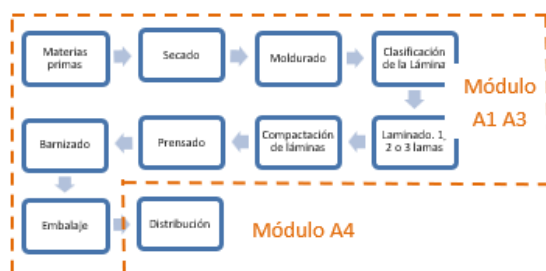 Materias
primas
Secado
Moldurado
Clasificación
de la Lámina
Módulo
A1 A3
Barnizado
Prensado
Compactación
de láminas
Laminado. 1,
2 o 3 lamas
Embalaje
Distribución
Módulo A4